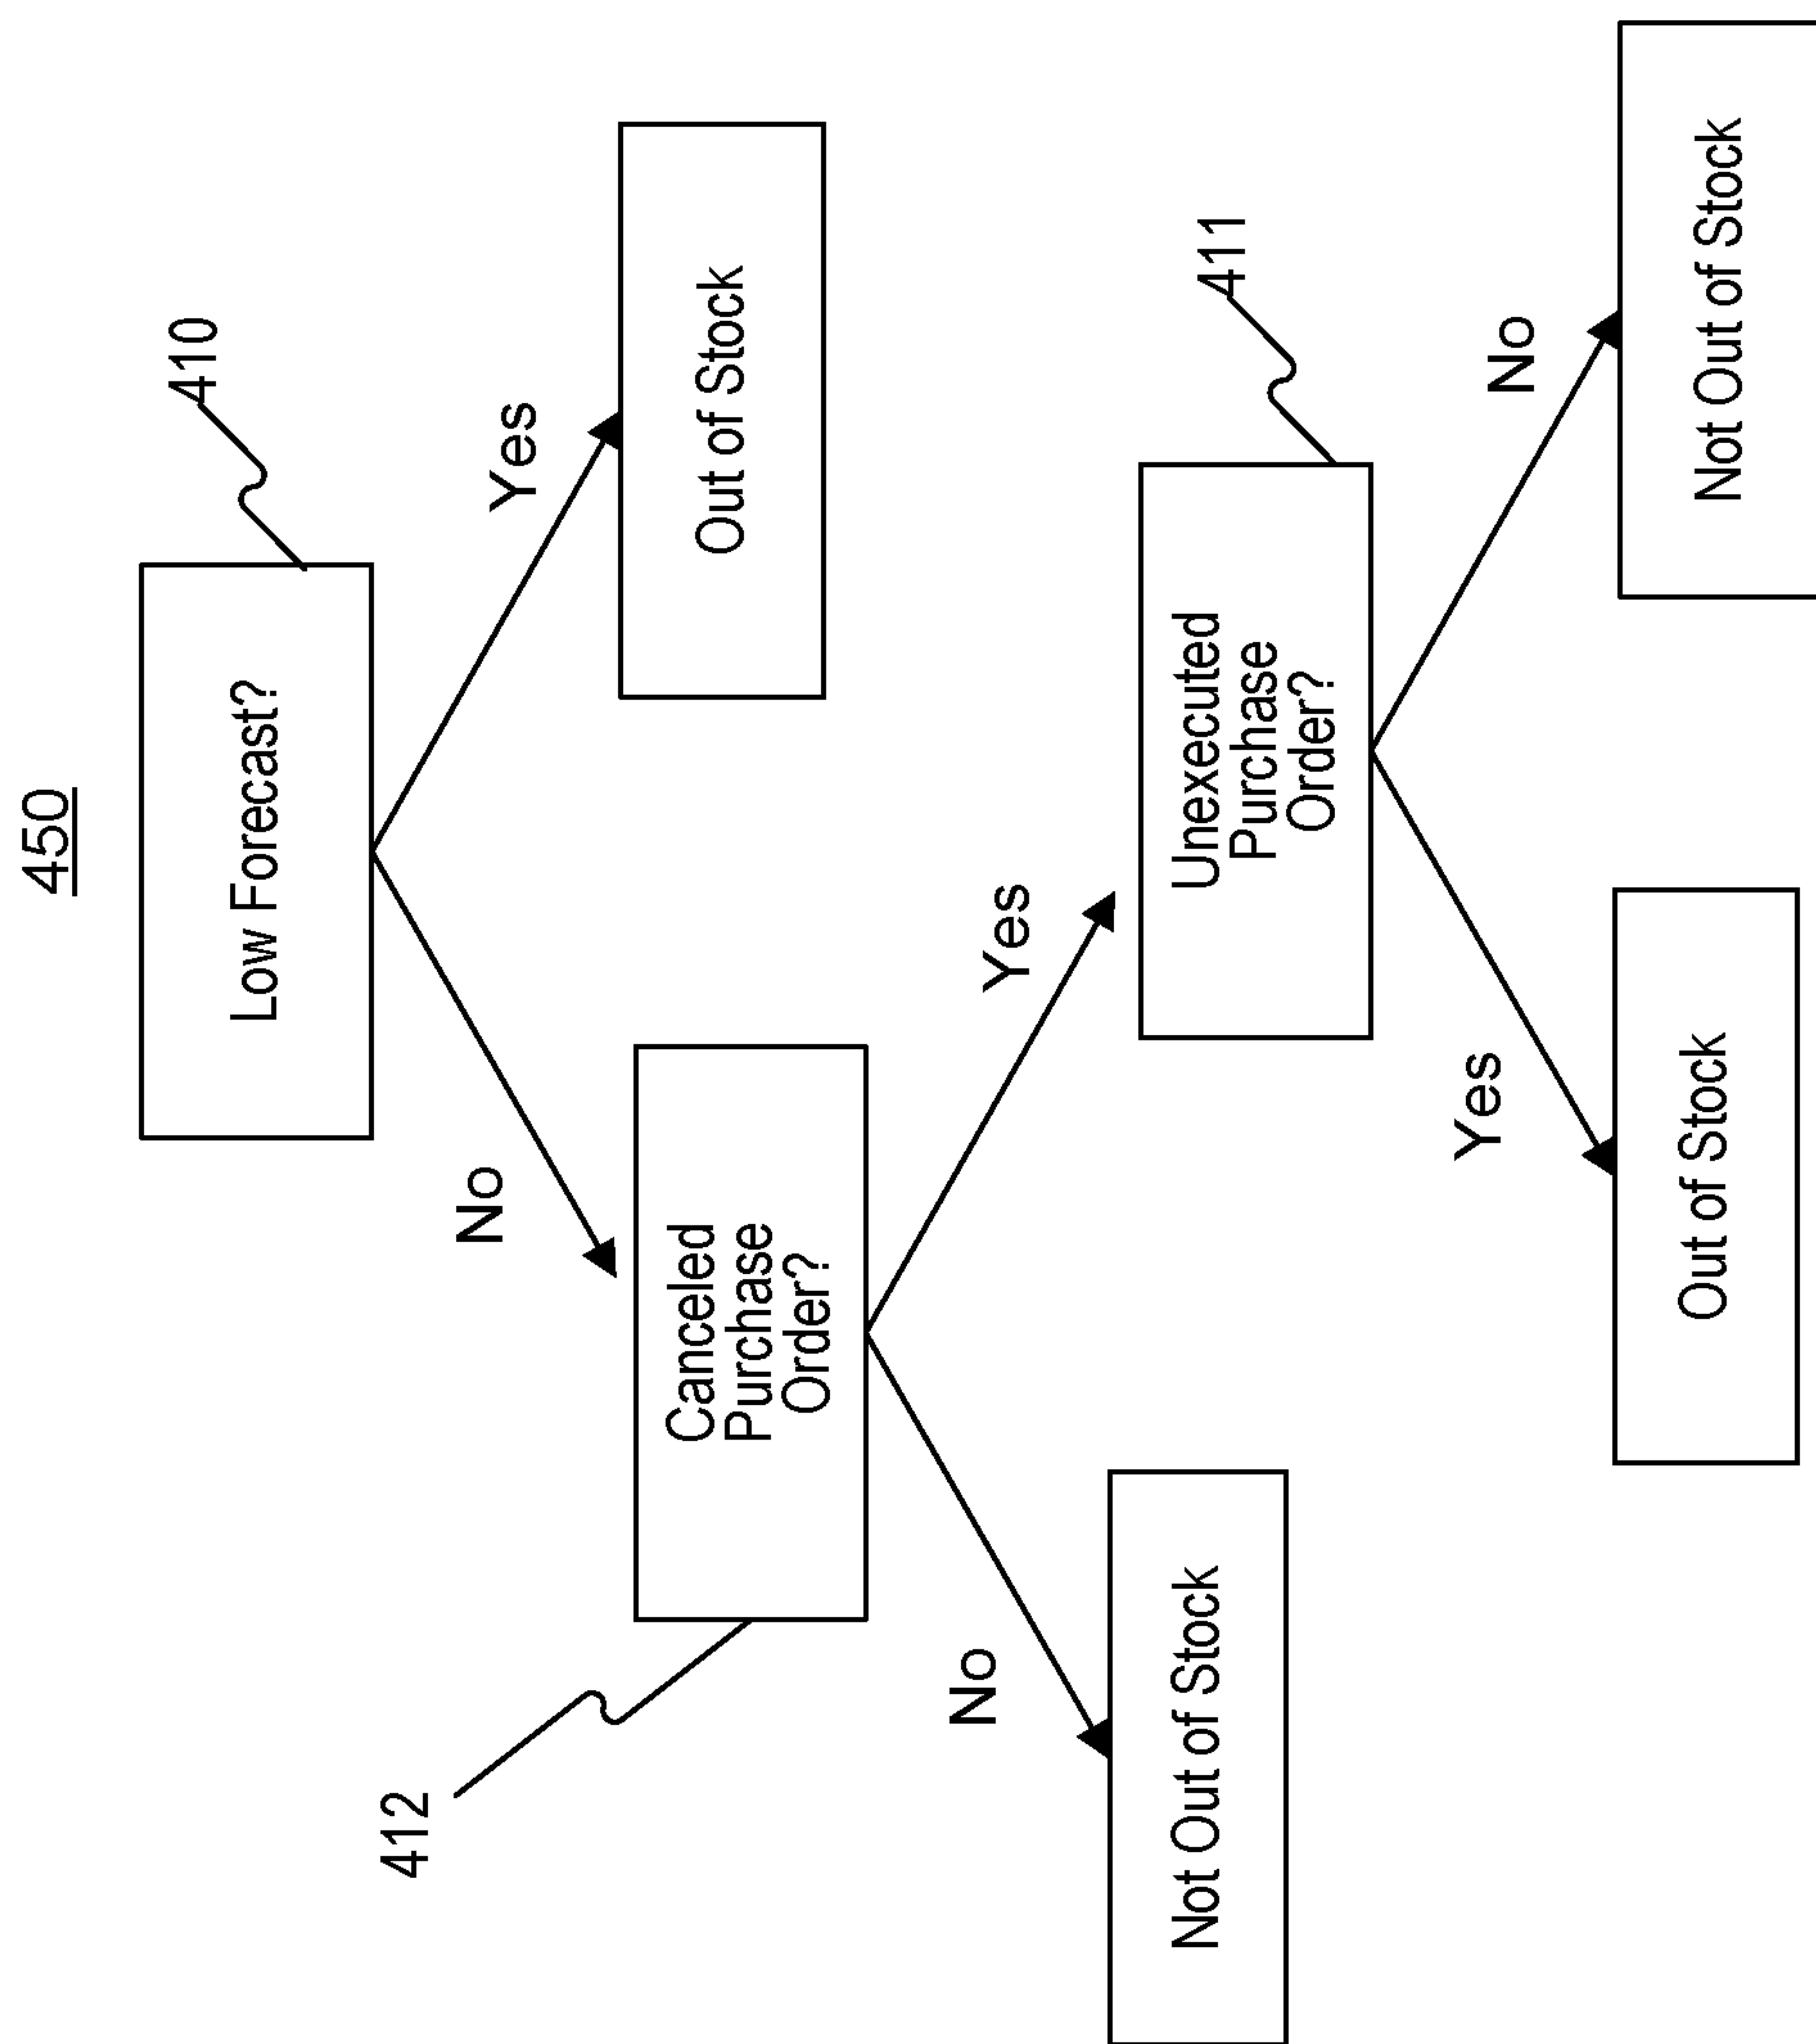 450
410
Low Forecast?
No
Yes
412
Canceled
Purchase
Order?
Out of Stock
No
Yes
411
Not Out of Stock
Unexecuted
Purchase
Order?
Yes
No
Out of Stock
Not Out of Stock